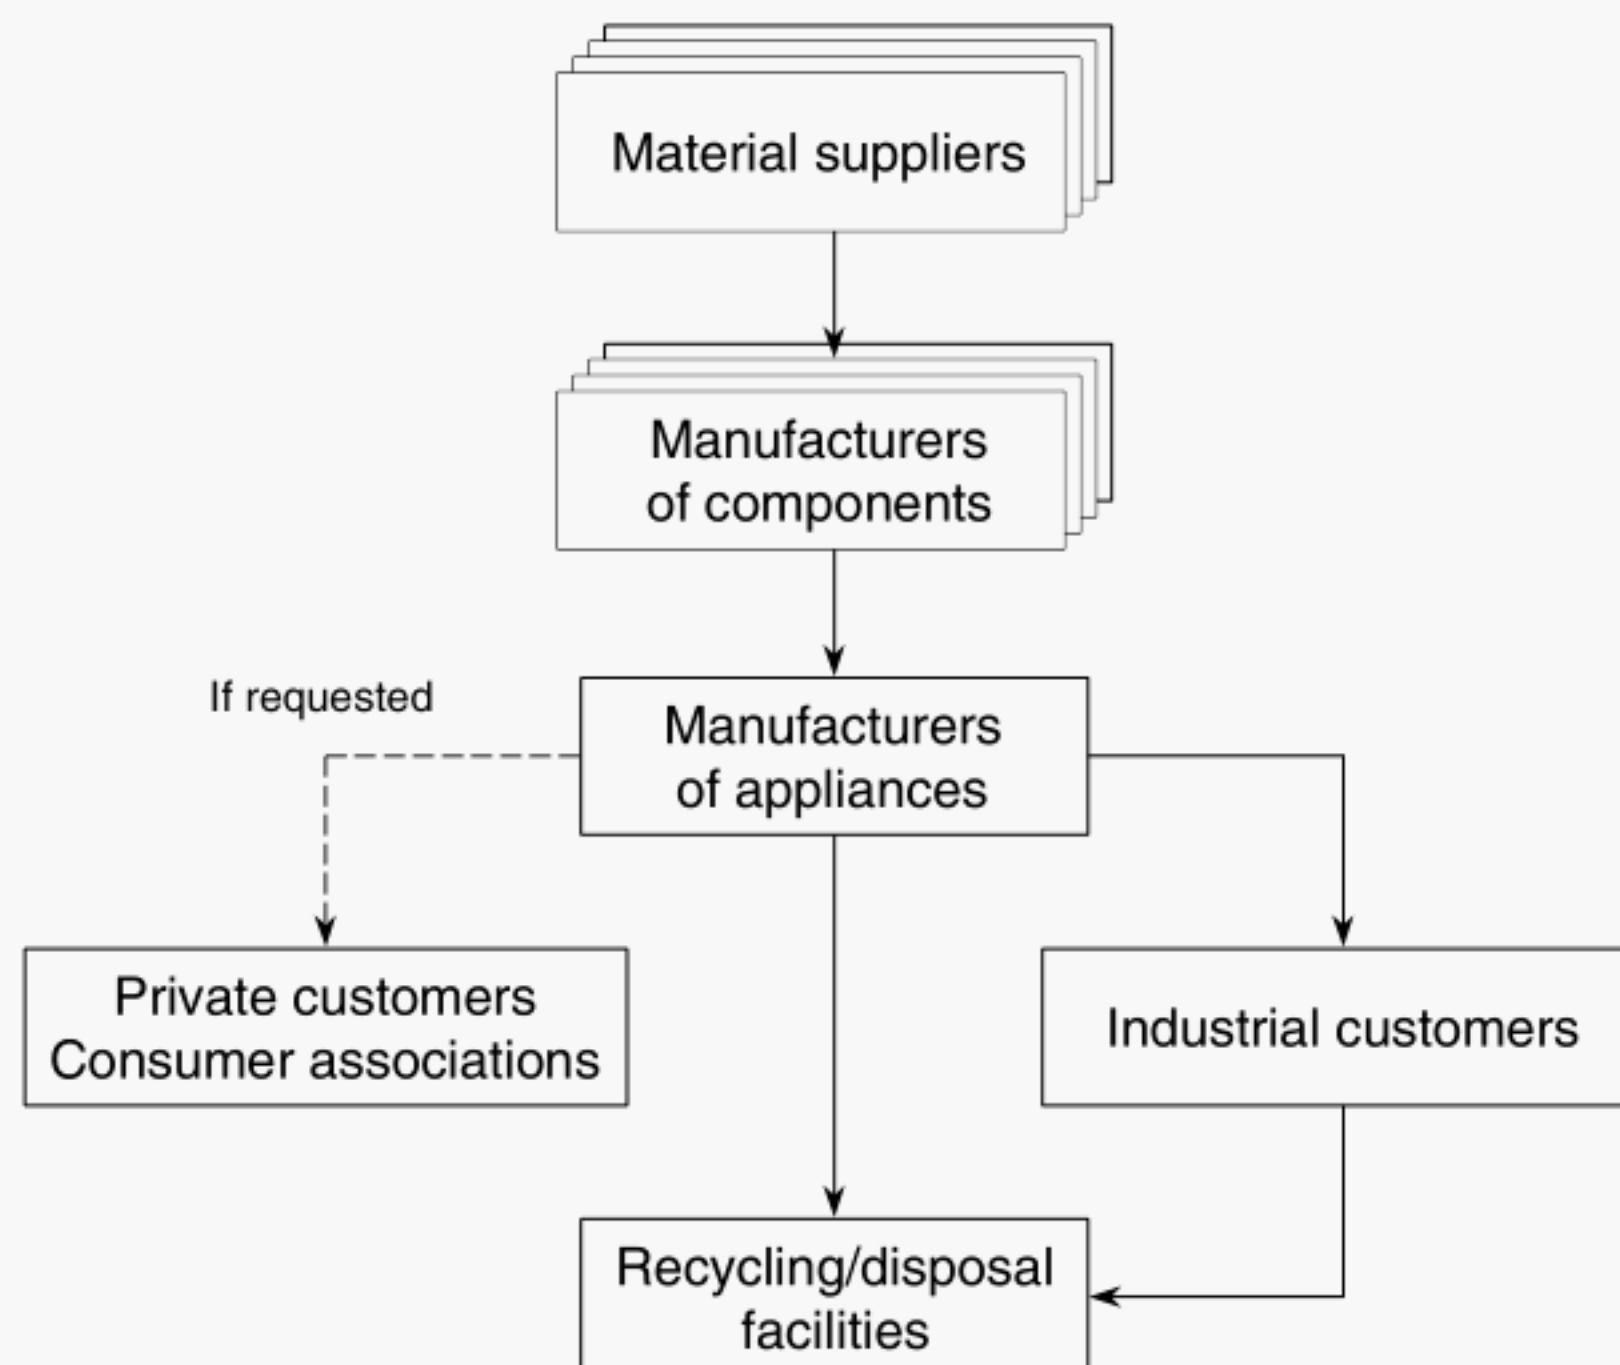 Material suppliers
Manufacturers
of components
If requested
Manufacturers
of appliances
Private customers
Consumer associations
Industrial customers
Recycling/disposal
facilities